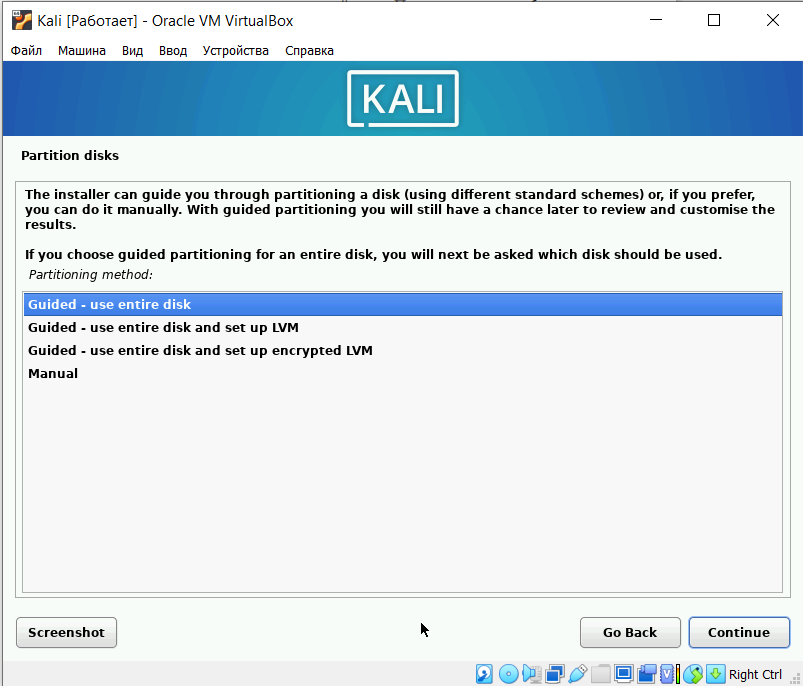 Kali [Работает] - Oracle VM VirtualBox
Файл Машина Вид Ввод Устройства Справка
KALI
Partition disks
The installer can guide you through partitioning a disk (using different standard schemes) or, if you prefer,
you can do it manually. With guided partitioning you will still have a chance later to review and customise the
results.
If you choose guided partitioning for an entire disk, you will next be asked which disk should be used.
Partitioning method:
Guided - use entire disk
Guided - use entire disk and set up LVM
Guided - use entire disk and set up encrypted LVM
Manual
Screenshot Go Back Continue
Right Ctrl